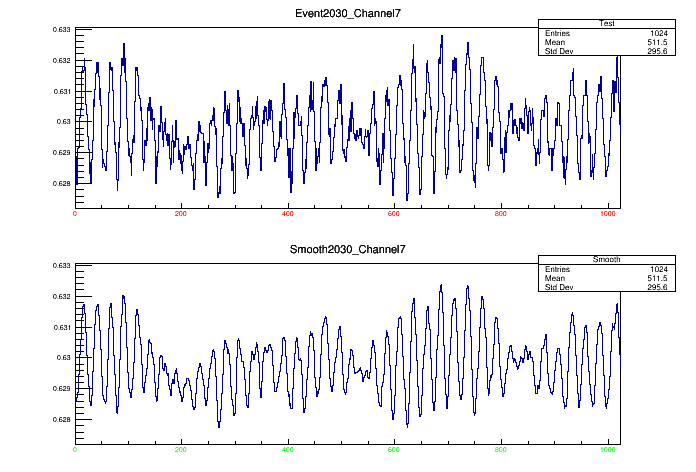 Event2030_Channel7
Test
Entries 1024
Mean 511.5
Std Dev 295.6
0.633
0.632
0.631
0.63
0.629
0.628
0 200 400 600 800 1000
Smooth2030_Channel7
Smooth
Entries 1024
Mean 511.5
Std Dev 295.6
0.633
0.632
0.631
0.63
0.629
0.628
0 200 400 600 800 1000